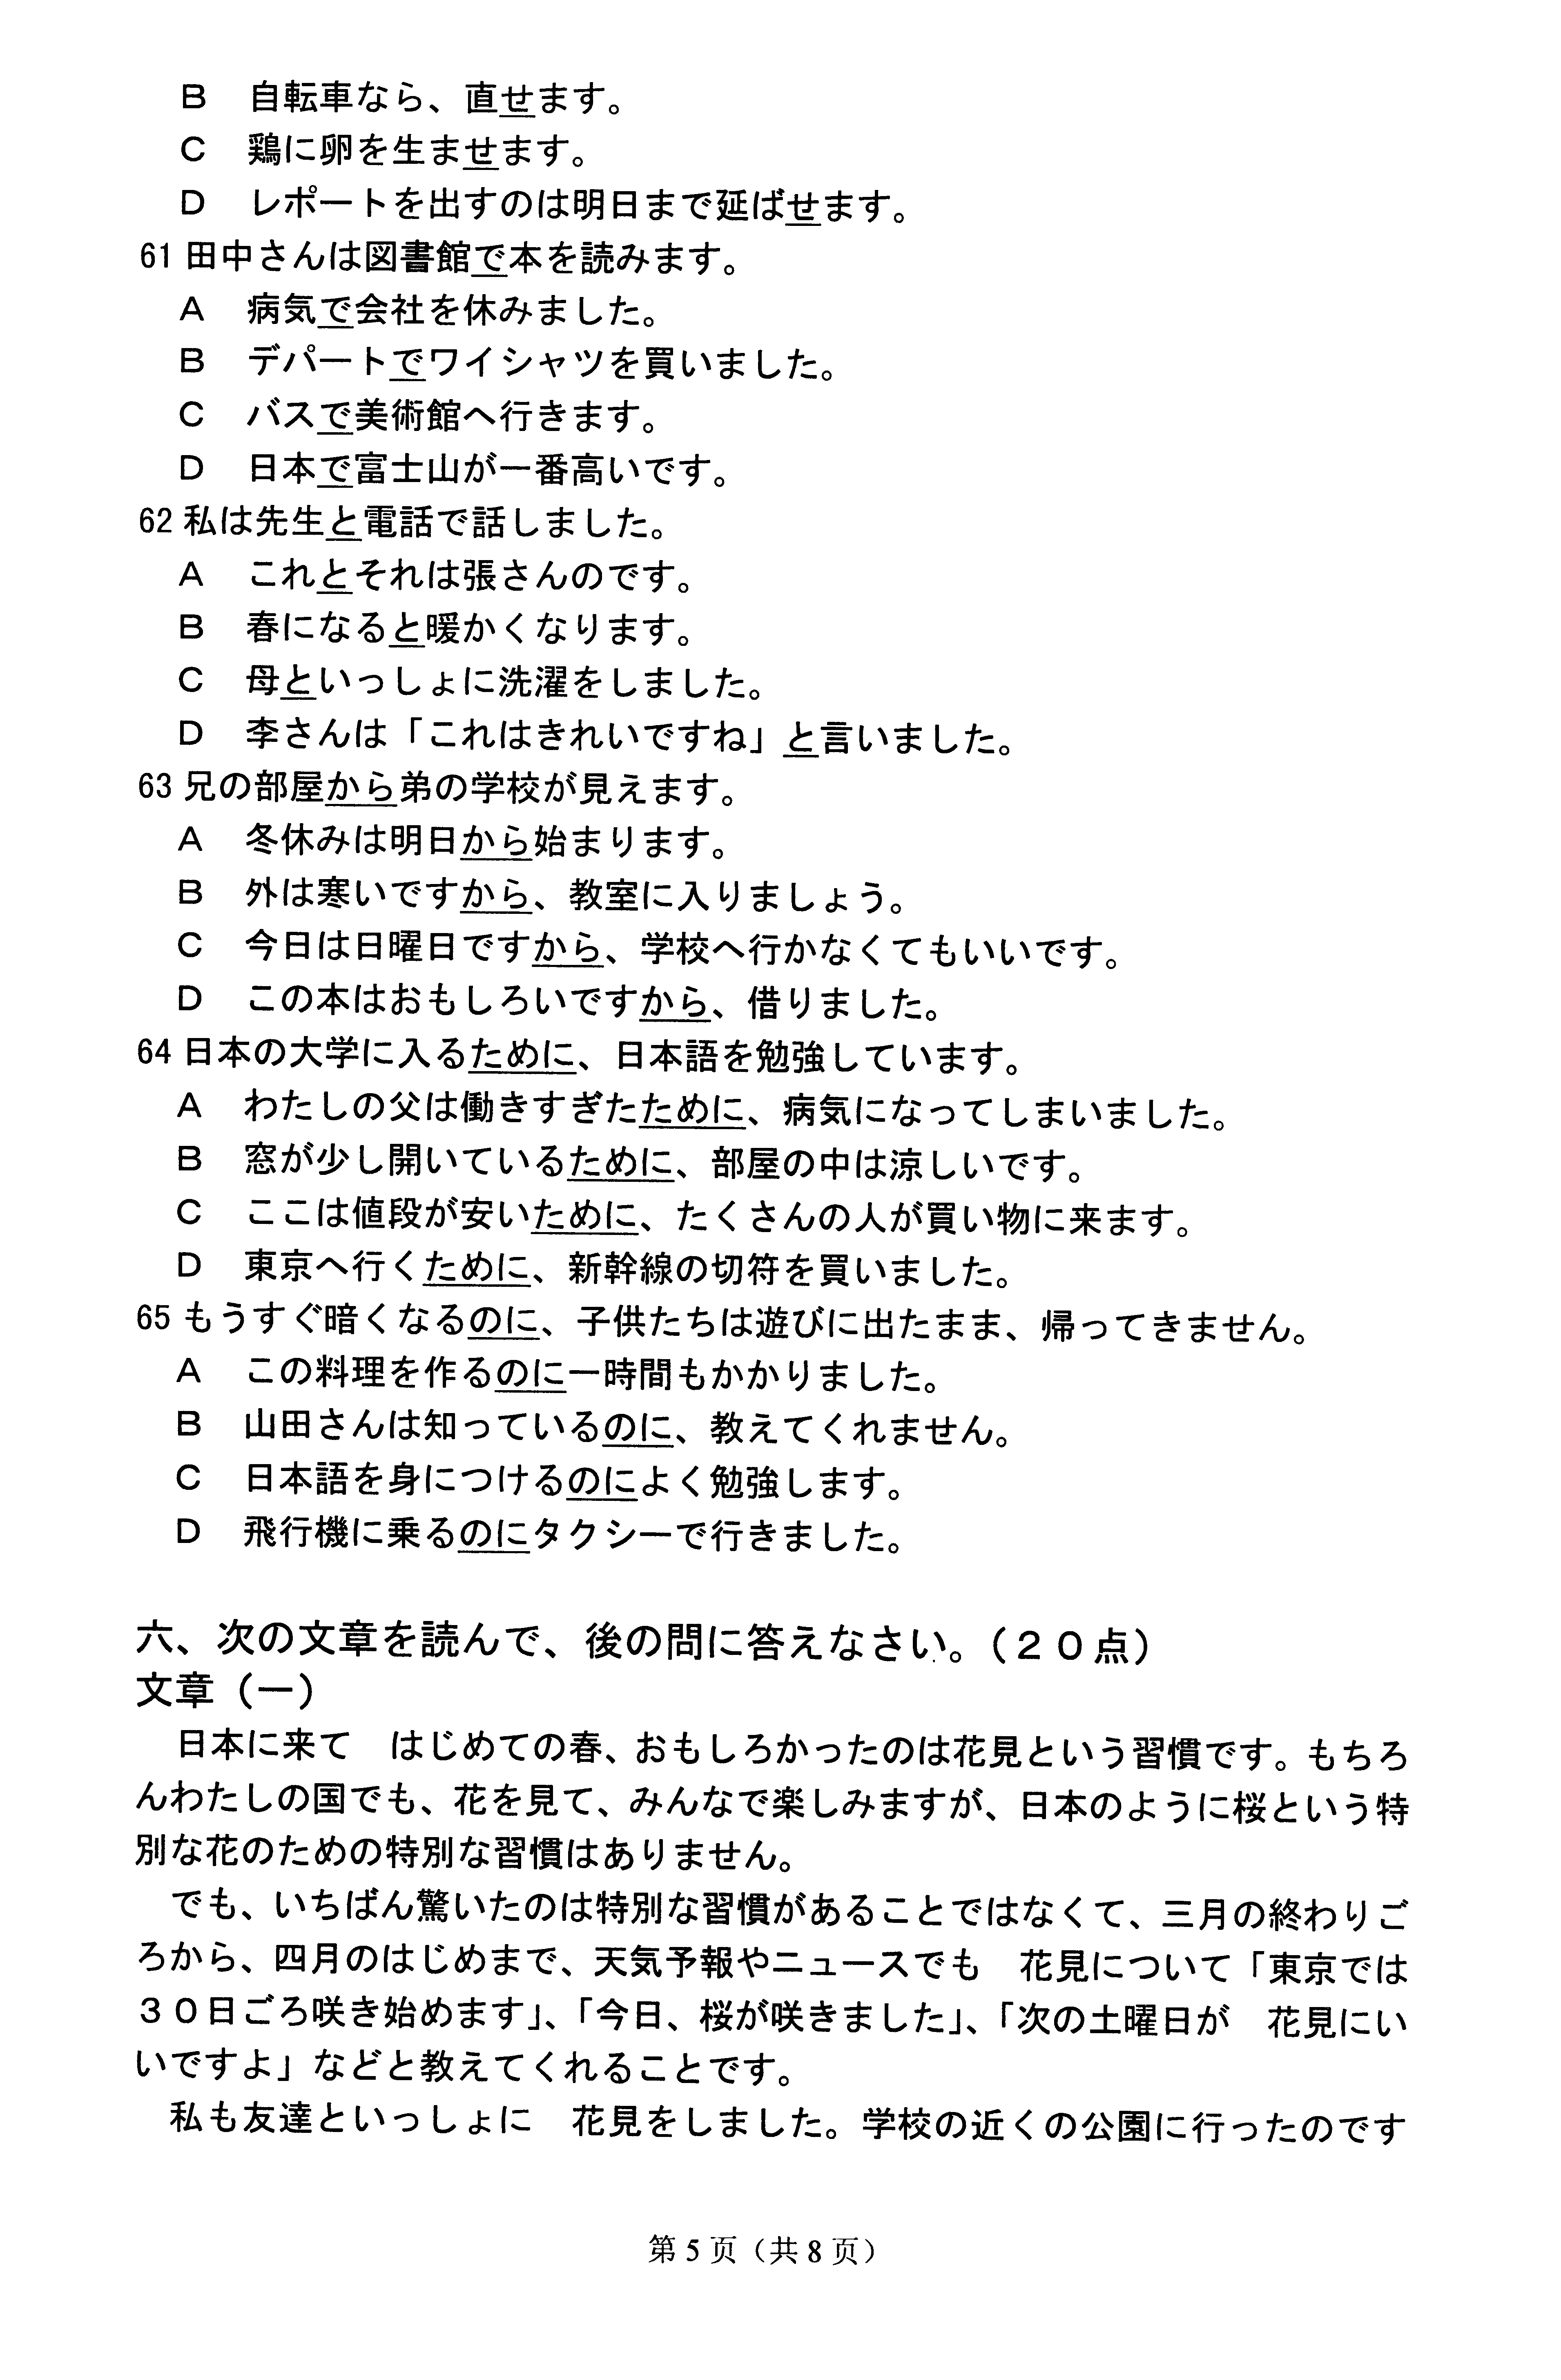 B 自転車なら、直せます。
C 鶏に卵を生ませます。
D レポートを出すのは明日まで延ばせます。
61 田中さんは図書館で本を読みます。
A 病気で会社を休みました。
B デパートでワイシャツを買いました。
C バスで美術館へ行きます。
D 日本で富士山が一番高いです。
62 私は先生と電話で話しました。
A これとそれは張さんのです。
B 春になると暖かくなります。
C 母といっしょに洗濯をしました。
D 李さんは「これはきれいですね」と言いました。
63 兄の部屋から弟の学校が見えます。
A 冬休みは明日から始まります。
B 外は寒いですから、教室に入りましょう。
C 今日は日曜日ですから、学校へ行かなくてもいいです。
D この本はおもしろいですから、借りました。
64 日本の大学に入るために、日本語を勉強しています。
A わたしの父は働きすぎたために、病気になってしまいました。
B 窓が少し開いているために、部屋の中は涼しいです。
C ここは値段が安いために、たくさんの人が買い物に来ます。
D 東京へ行くために、新幹線の切符を買いました。
65 もうすぐ暗くなるのに、子供たちは遊びに出たまま、帰ってきません。
A この料理を作るのに一時間もかかりました。
B 山田さんは知っているのに、教えてくれません。
C 日本語を身につけるのによく勉強します。
D 飛行機に乗るのにタクシーで行きました。
六、次の文章を読んで、後の問に答えなさい。(20点)
文章(一)
日本に来て　はじめての春、おもしろかったのは花見という習慣です。もちろ
んわたしの国でも、花を見て、みんなで楽しみますが、日本のように桜という特
別な花のための特別な習慣はありません。
でも、いちばん驚いたのは特別な習慣があることではなくて、三月の終わりご
ろから、四月のはじめまで、天気予報やニュースでも　花見について「東京では
30日ごろ咲き始めます」、「今日、桜が咲きました」、「次の土曜日が　花見にい
いですよ」などと教えてくれることです。
私も友達といっしょに　花見をしました。学校の近くの公園に行ったのです
第 5 页（共 8 页）